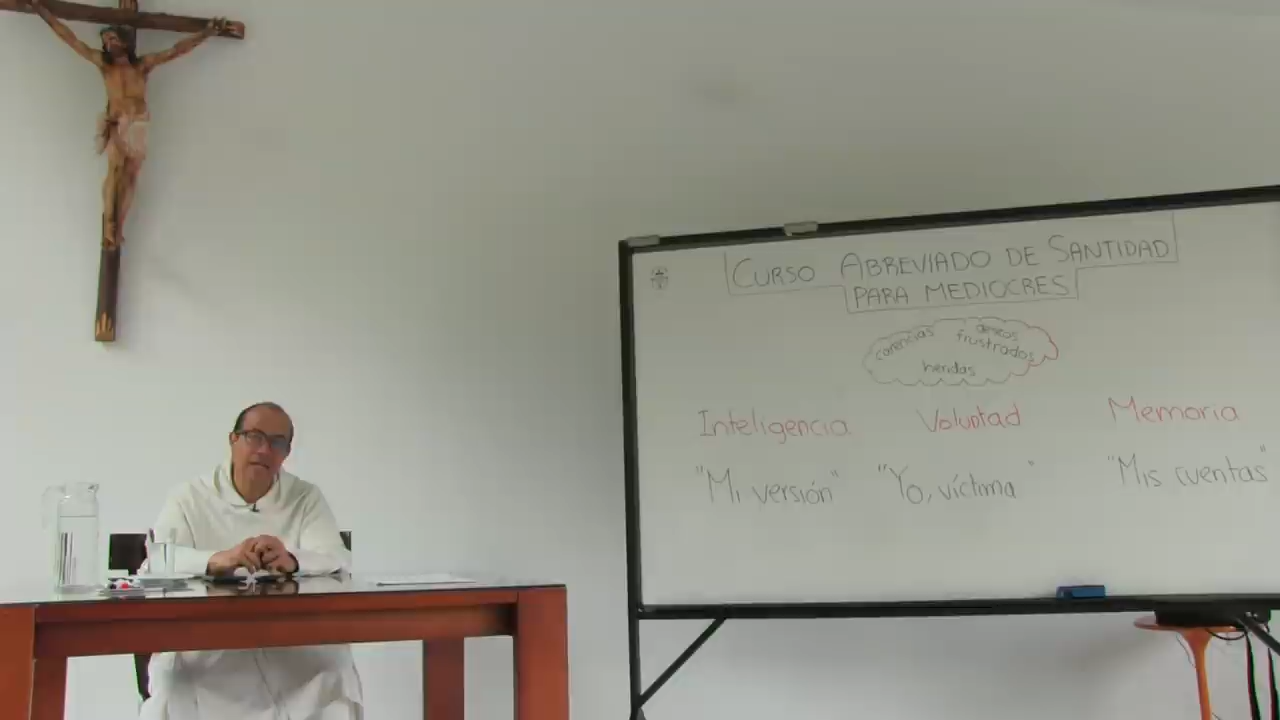 CURSO ABREVIADO DE SANTIDAD
PARA MEDIOCRES
carencias deseos
frustrados
heridas
Inteligencia Voluntad Memoria
"Mi versión" "Yo, víctima" "Mis cuentas"